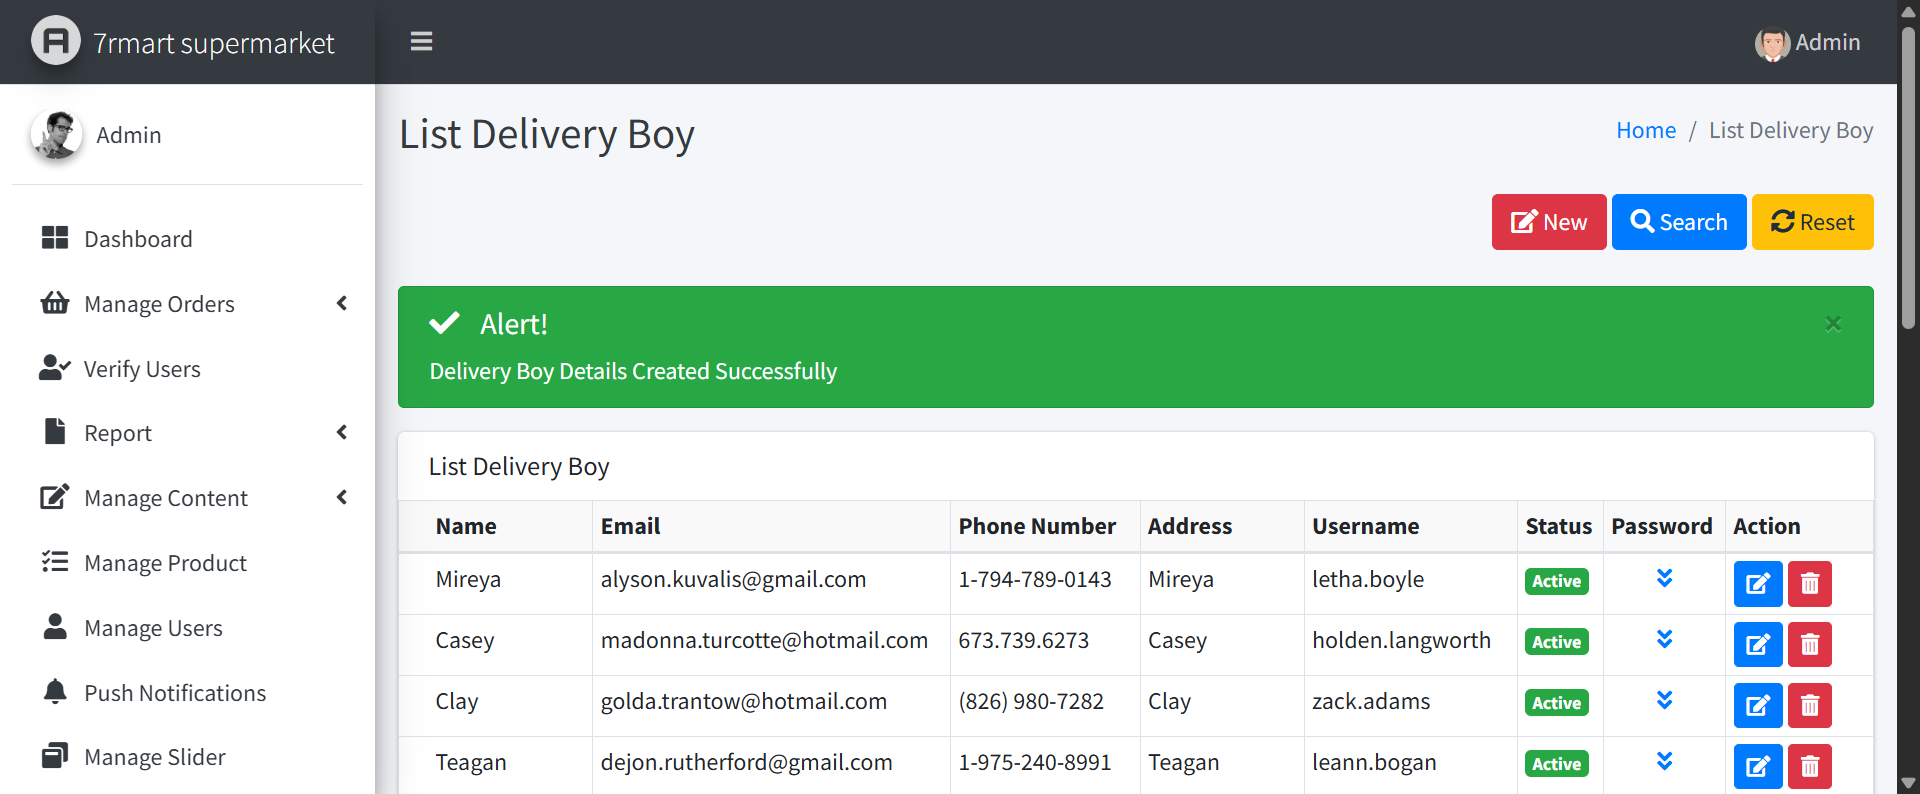 7rmart supermarket
Admin
Admin
Dashboard
Manage Orders
Verify Users
Report
Manage Content
Manage Product
Manage Users
Push Notifications
Manage Slider
List Delivery Boy
Home / List Delivery Boy
New Search Reset
Alert!
×
Delivery Boy Details Created Successfully
List Delivery Boy
Name Email Phone Number Address Username Status Password Action
Mireya alyson.kuvalis@gmail.com 1-794-789-0143 Mireya letha.boyle Active
Casey madonna.turcotte@hotmail.com 673.739.6273 Casey holden.langworth Active
Clay golda.trantow@hotmail.com (826) 980-7282 Clay zack.adams Active
Teagan dejon.rutherford@gmail.com 1-975-240-8991 Teagan leann.bogan Active